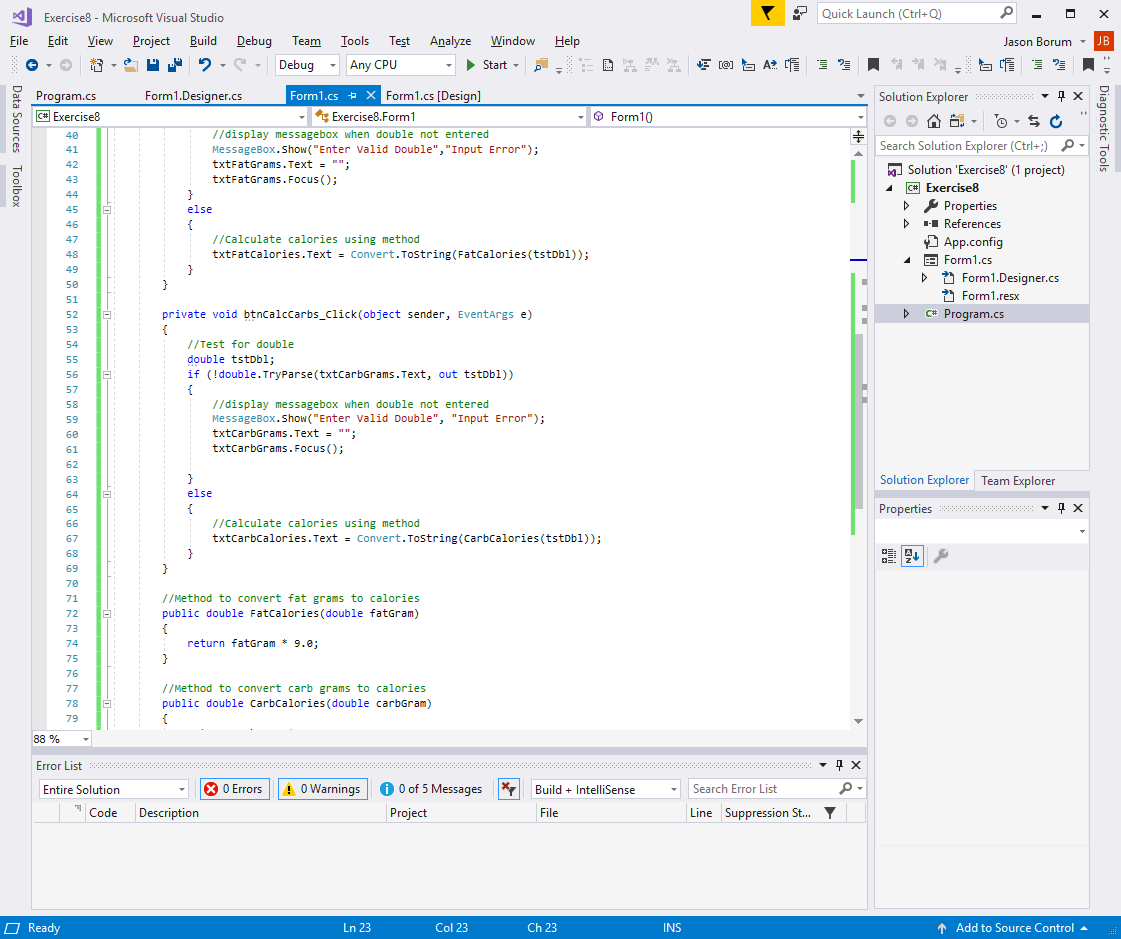 Exercise8 - Microsoft Visual Studio
Quick Launch (Ctrl+Q)
File Edit View Project Build Debug Team Tools Test Analyze Window Help
Jason Borum JB
Debug Any CPU Start
Data Sources
Toolbox
Program.cs Form1.Designer.cs Form1.cs Form1.cs [Design]
C# Exercise8 Exercise8.Form1 Form1()
40 //display messagebox when double not entered
41 MessageBox.Show("Enter Valid Double","Input Error");
42 txtFatGrams.Text = "";
43 txtFatGrams.Focus();
44 }
45 else
46 {
47 //Calculate calories using method
48 txtFatCalories.Text = Convert.ToString(FatCalories(tstDbl));
49 }
50 }
51
52 private void btnCalcCarbs_Click(object sender, EventArgs e)
53 {
54 //Test for double
55 double tstDbl;
56 if (!double.TryParse(txtCarbGrams.Text, out tstDbl))
57 {
58 //display messagebox when double not entered
59 MessageBox.Show("Enter Valid Double", "Input Error");
60 txtCarbGrams.Text = "";
61 txtCarbGrams.Focus();
62
63 }
64 else
65 {
66 //Calculate calories using method
67 txtCarbCalories.Text = Convert.ToString(CarbCalories(tstDbl));
68 }
69 }
70
71 //Method to convert fat grams to calories
72 public double FatCalories(double fatGram)
73 {
74 return fatGram * 9.0;
75 }
76
77 //Method to convert carb grams to calories
78 public double CarbCalories(double carbGram)
79 {
88 %
Solution Explorer
Search Solution Explorer (Ctrl+;)
Solution 'Exercise8' (1 project)
C# Exercise8
Properties
References
App.config
Form1.cs
Form1.Designer.cs
Form1.resx
C# Program.cs
Solution Explorer Team Explorer
Properties
Diagnostic Tools
Error List
Entire Solution 0 Errors 0 Warnings 0 of 5 Messages Build + IntelliSense Search Error List
Code Description Project File Line Suppression St...
Ready Ln 23 Col 23 Ch 23 INS Add to Source Control